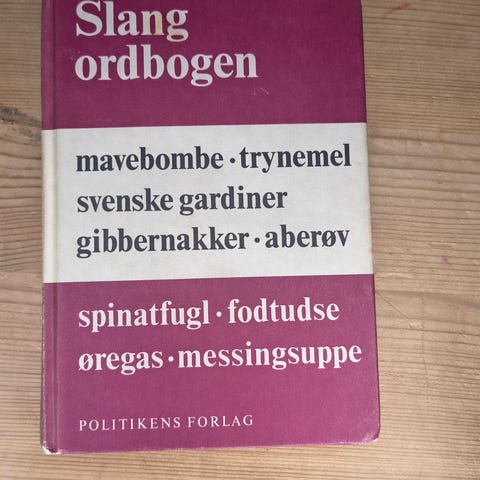 Slang
ordbogen
mavebombe · trynemel
svenske gardiner
gibbernakker · aberøv
spinatfugl · fodtudse
øregas · messingsuppe
POLITIKENS FORLAG